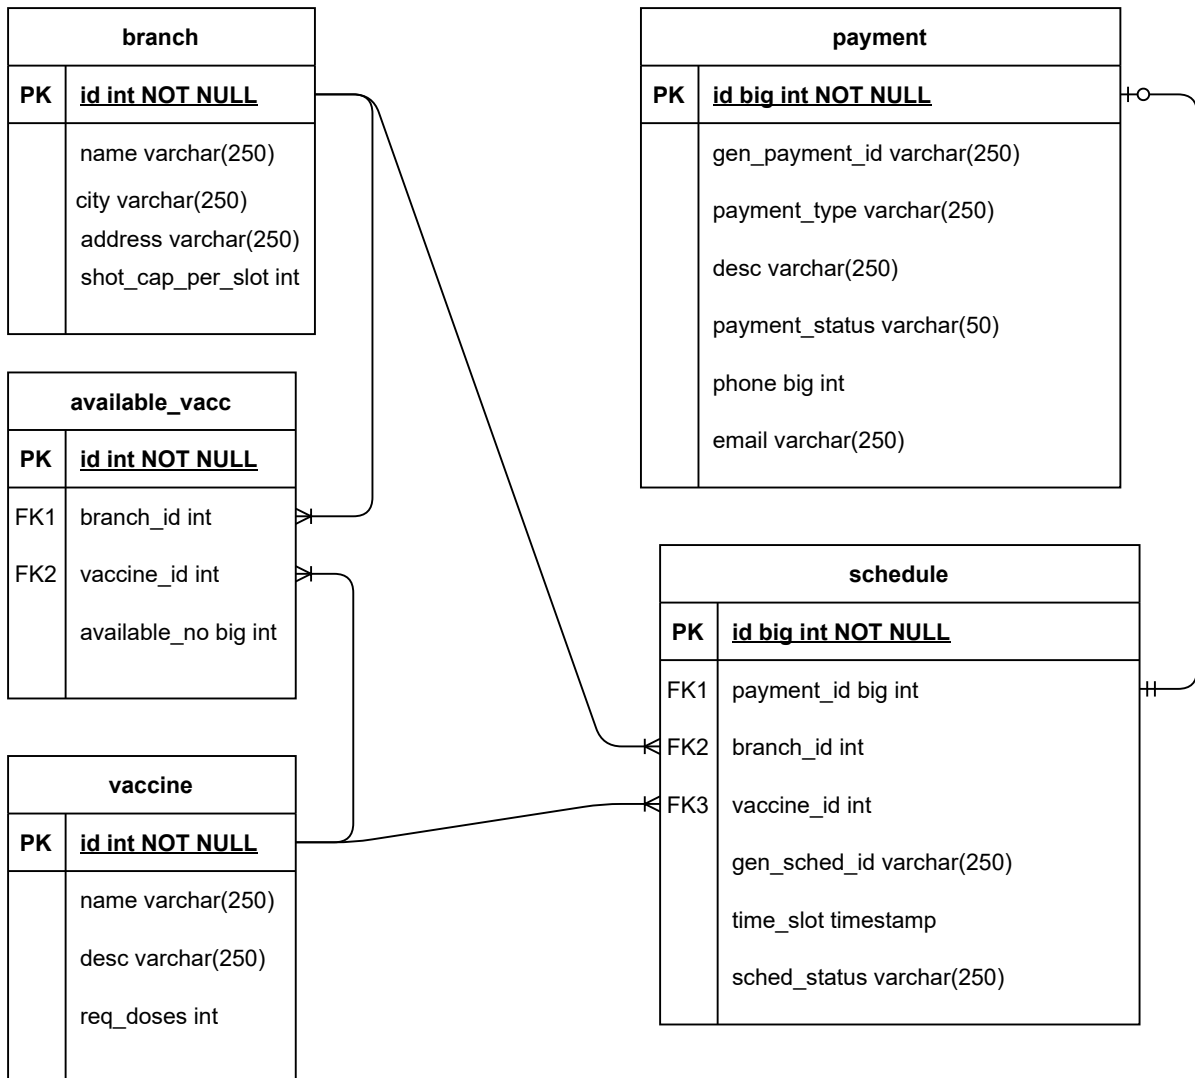 branch
PK id int NOT NULL
name varchar(250)
city varchar(250)
address varchar(250)
shot_cap_per_slot int
available_vacc
PK id int NOT NULL
FK1 branch_id int
FK2 vaccine_id int
available_no big int
vaccine
PK id int NOT NULL
name varchar(250)
desc varchar(250)
req_doses int
payment
PK id big int NOT NULL
gen_payment_id varchar(250)
payment_type varchar(250)
desc varchar(250)
payment_status varchar(50)
phone big int
email varchar(250)
schedule
PK id big int NOT NULL
FK1 payment_id big int
FK2 branch_id int
FK3 vaccine_id int
gen_sched_id varchar(250)
time_slot timestamp
sched_status varchar(250)